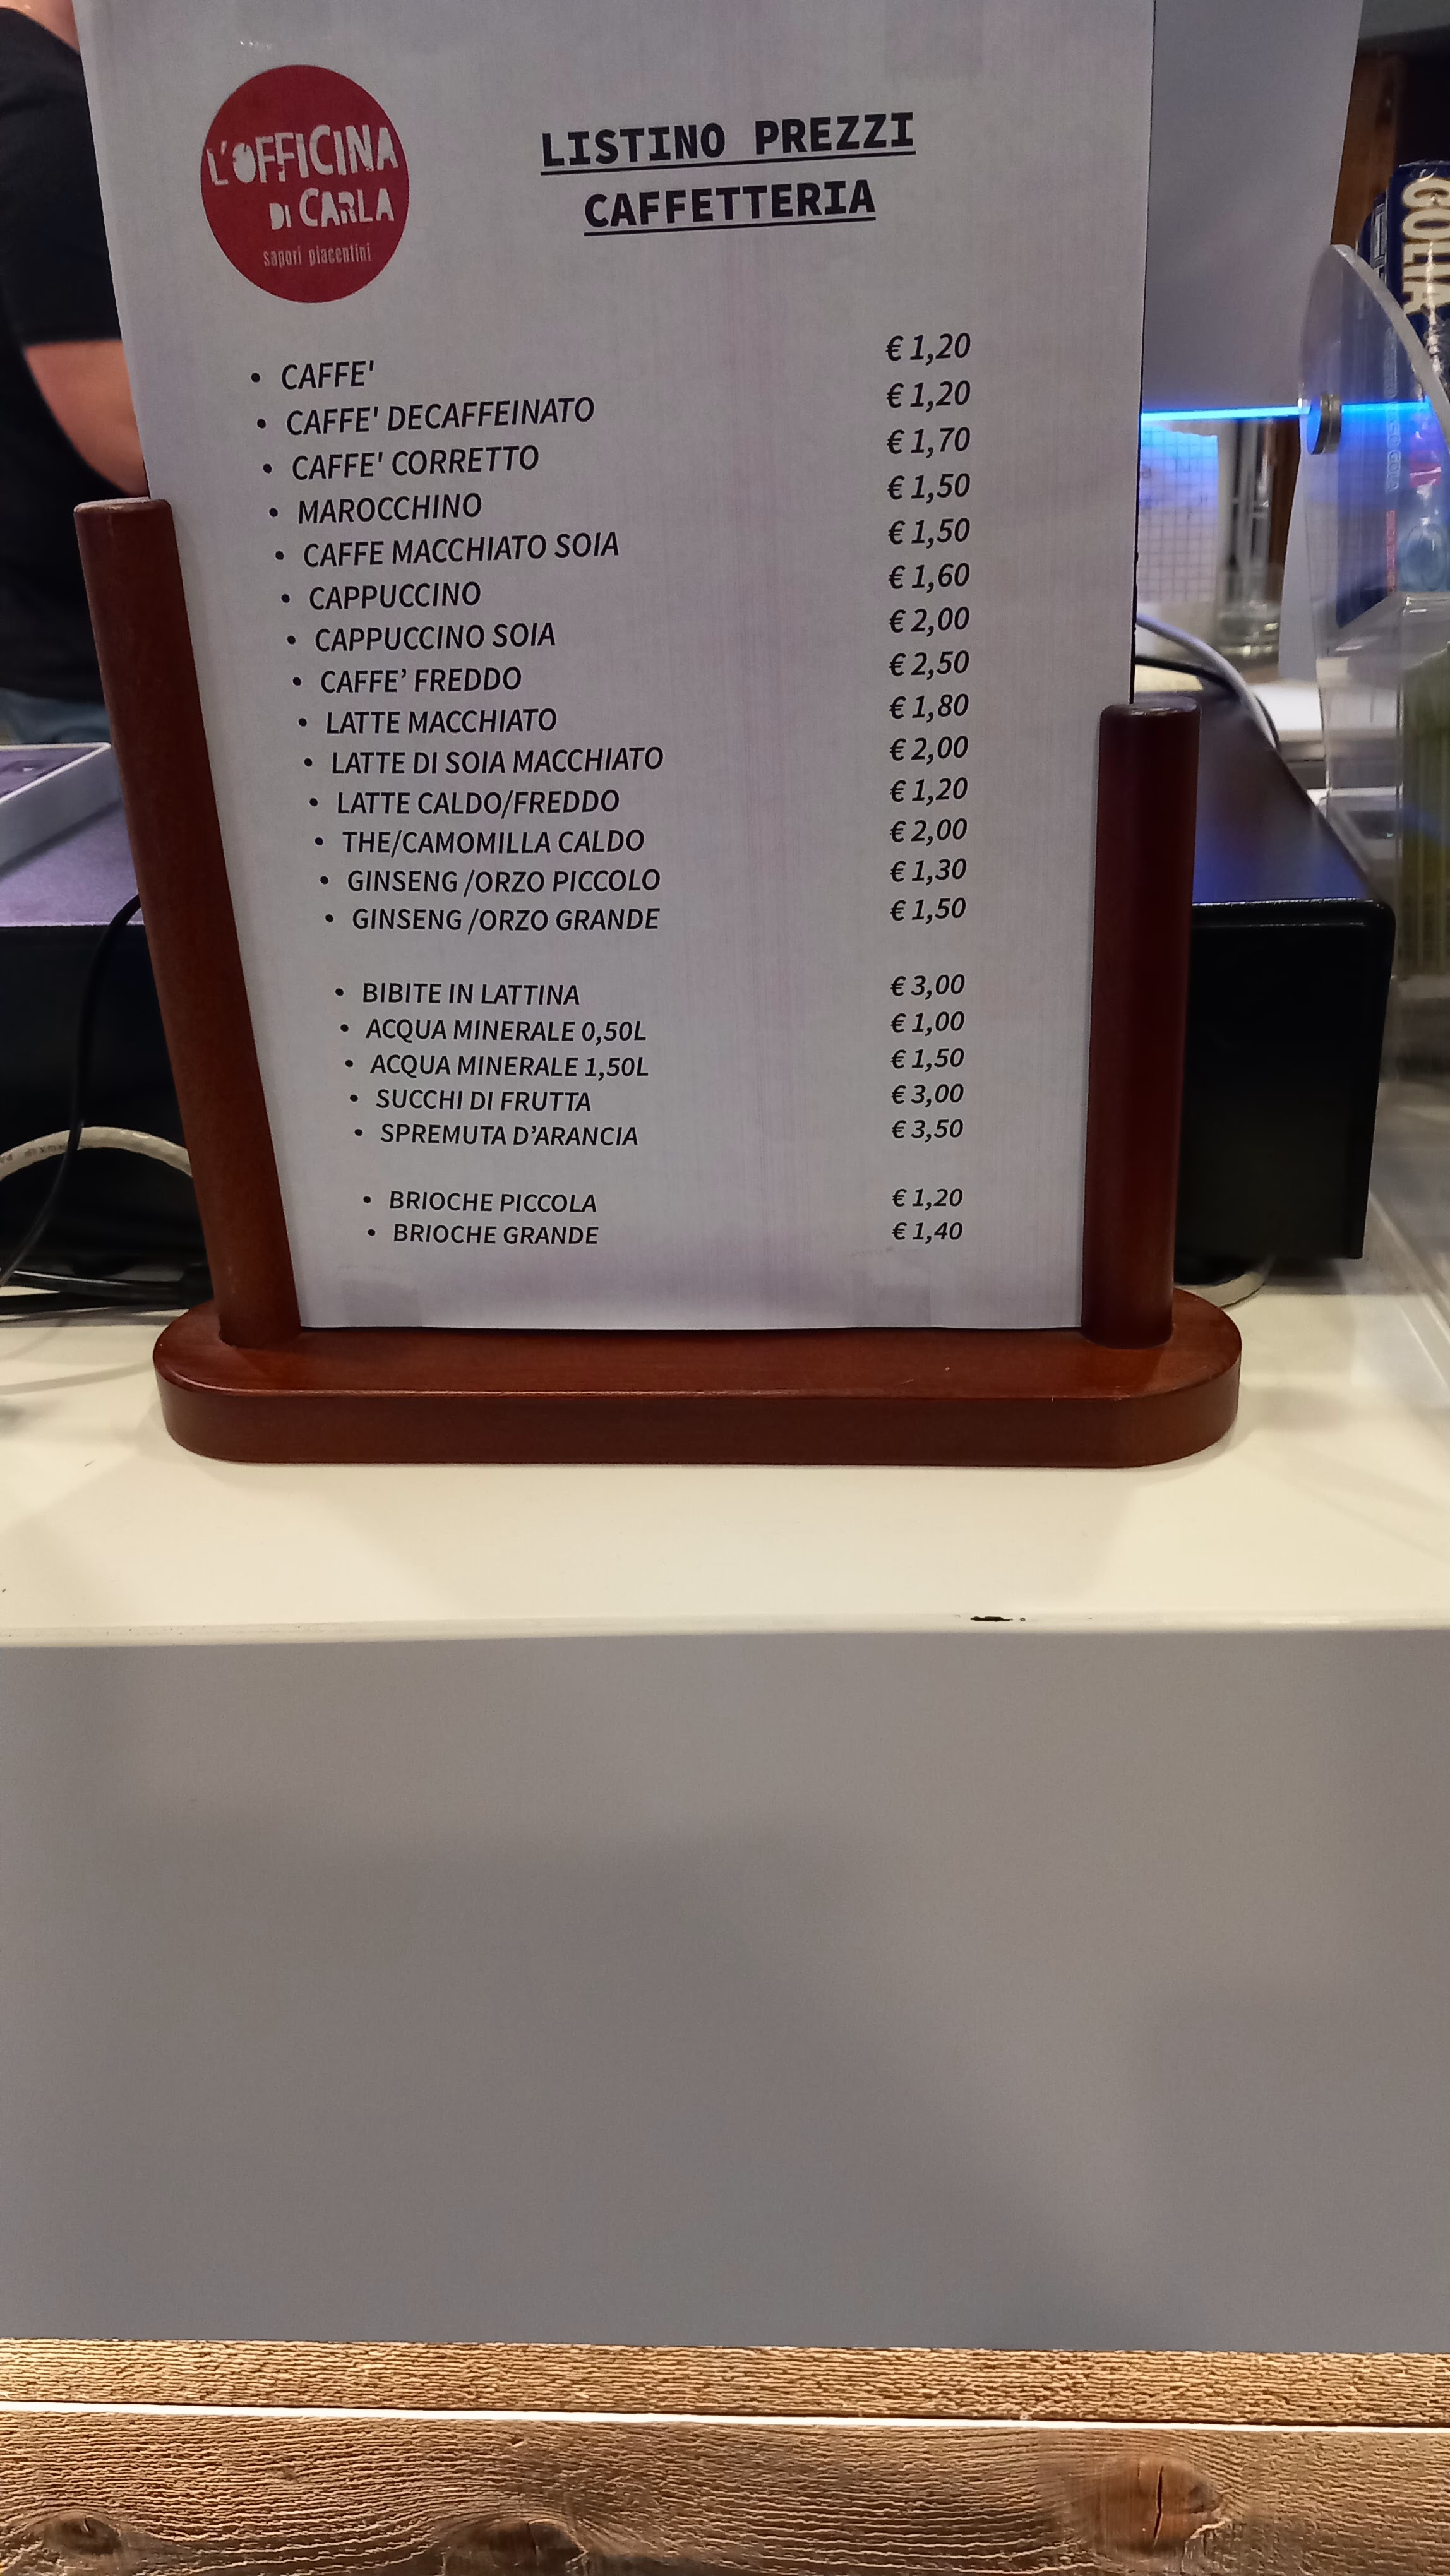 L'OFFICINA
DI CARLA
sapori piacentini
LISTINO PREZZI
CAFFETTERIA
• CAFFE' € 1,20
• CAFFE' DECAFFEINATO € 1,20
• CAFFE' CORRETTO € 1,70
• MAROCCHINO € 1,50
• CAFFE MACCHIATO SOIA € 1,50
• CAPPUCCINO € 1,60
• CAPPUCCINO SOIA € 2,00
• CAFFE’ FREDDO € 2,50
• LATTE MACCHIATO € 1,80
• LATTE DI SOIA MACCHIATO € 2,00
• LATTE CALDO/FREDDO € 1,20
• THE/CAMOMILLA CALDO € 2,00
• GINSENG /ORZO PICCOLO € 1,30
• GINSENG /ORZO GRANDE € 1,50
• BIBITE IN LATTINA € 3,00
• ACQUA MINERALE 0,50L € 1,00
• ACQUA MINERALE 1,50L € 1,50
• SUCCHI DI FRUTTA € 3,00
• SPREMUTA D’ARANCIA € 3,50
• BRIOCHE PICCOLA € 1,20
• BRIOCHE GRANDE € 1,40
GOLIA